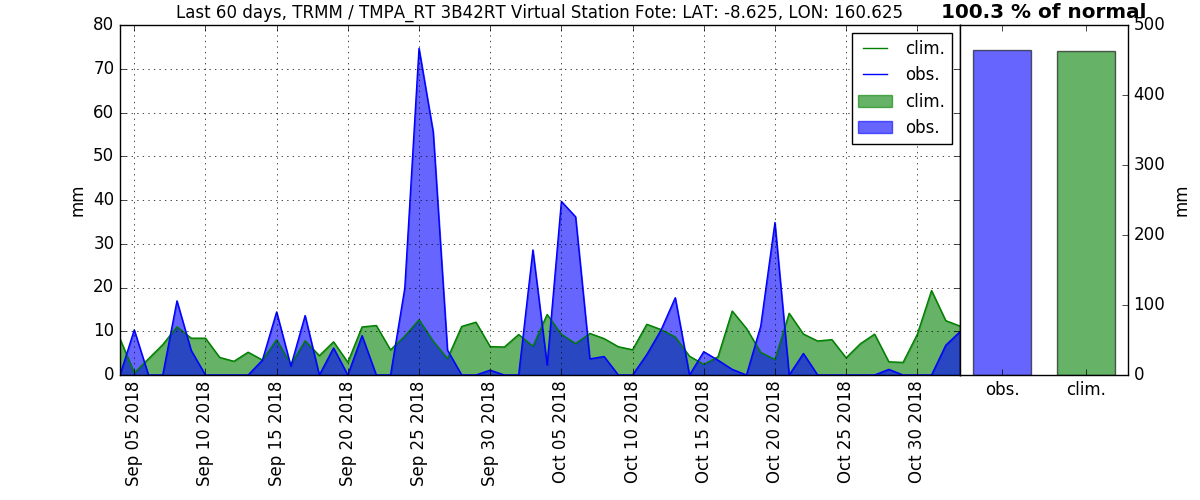 Last 60 days, TRMM / TMPA_RT 3B42RT Virtual Station Fote: LAT: -8.625, LON: 160.625
100.3 % of normal
80
70
60
50
40
30
20
10
0
mm
clim.
obs.
clim.
obs.
500
400
300
200
100
0
mm
obs.
clim.
Sep 05 2018
Sep 10 2018
Sep 15 2018
Sep 20 2018
Sep 25 2018
Sep 30 2018
Oct 05 2018
Oct 10 2018
Oct 15 2018
Oct 20 2018
Oct 25 2018
Oct 30 2018